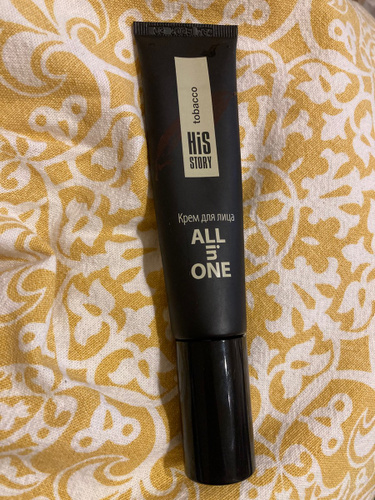 tobacco
HiS
STORY
Крем для лица
ALL
in
ONE